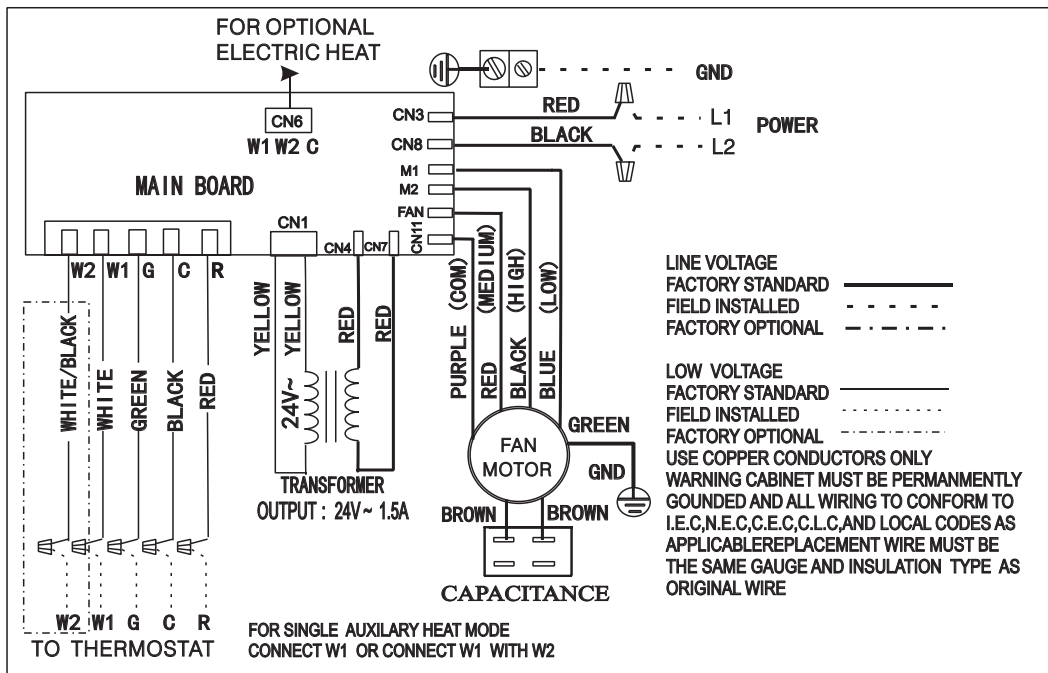 FOR OPTIONAL
ELECTRIC HEAT
GND
CN6
W1 W2 C
MAIN BOARD
CN3
RED
L1
POWER
CN8
BLACK
L2
M1
M2
FAN
CN11
CN1
CN4
CN7
W2 W1 G C R
WHITE/BLACK
WHITE
GREEN
BLACK
RED
YELLOW
YELLOW
RED
RED
24V~
TRANSFORMER
OUTPUT : 24V~ 1.5A
PURPLE (COM)
RED (MEDIUM)
BLACK (HIGH)
BLUE (LOW)
FAN
MOTOR
GREEN
GND
BROWN
BROWN
CAPACITANCE
W2 W1 G C R
TO THERMOSTAT
FOR SINGLE AUXILARY HEAT MODE
CONNECT W1 OR CONNECT W1 WITH W2
LINE VOLTAGE
FACTORY STANDARD
FIELD INSTALLED
FACTORY OPTIONAL
LOW VOLTAGE
FACTORY STANDARD
FIELD INSTALLED
FACTORY OPTIONAL
USE COPPER CONDUCTORS ONLY
WARNING CABINET MUST BE PERMANMENTLY
GOUNDED AND ALL WIRING TO CONFORM TO
I.E.C,N.E.C,C.E.C,C.L.C,AND LOCAL CODES AS
APPLICABLEREPLACEMENT WIRE MUST BE
THE SAME GAUGE AND INSULATION TYPE AS
ORIGINAL WIRE